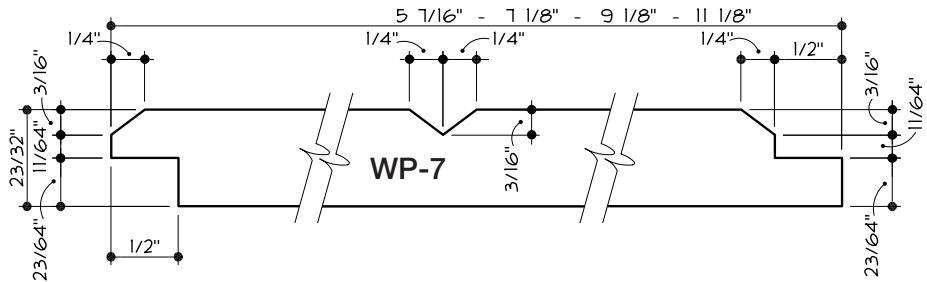 5 7/16" - 7 1/8" - 9 1/8" - 11 1/8"
1/4" 1/4" 1/4" 1/4" 1/2"
3/16" 3/16"
11/64" 11/64"
23/32" 3/16"
WP-7
23/64" 1/2" 23/64"